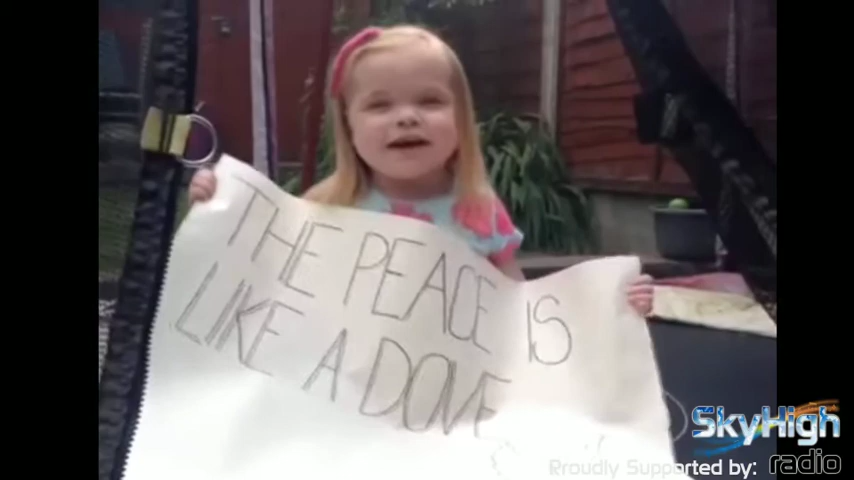 THE PEACE IS
LIKE A DOVE
SkyHigh
Proudly Supported by: radio